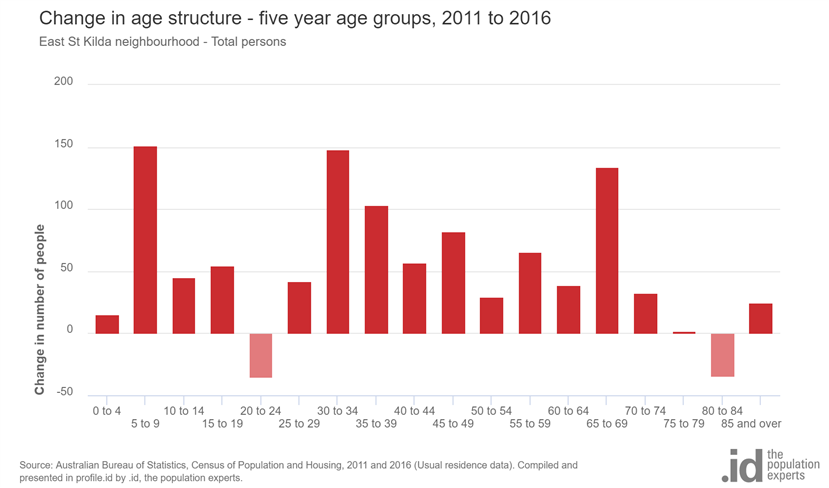 Change in age structure - five year age groups, 2011 to 2016
East St Kilda neighbourhood - Total persons
200
150
100
50
0
-50
Change in number of people
0 to 4
5 to 9
10 to 14
15 to 19
20 to 24
25 to 29
30 to 34
35 to 39
40 to 44
45 to 49
50 to 54
55 to 59
60 to 64
65 to 69
70 to 74
75 to 79
80 to 84
85 and over
Source: Australian Bureau of Statistics, Census of Population and Housing, 2011 and 2016 (Usual residence data). Compiled and
presented in profile.id by .id, the population experts.
.id
the
population
experts